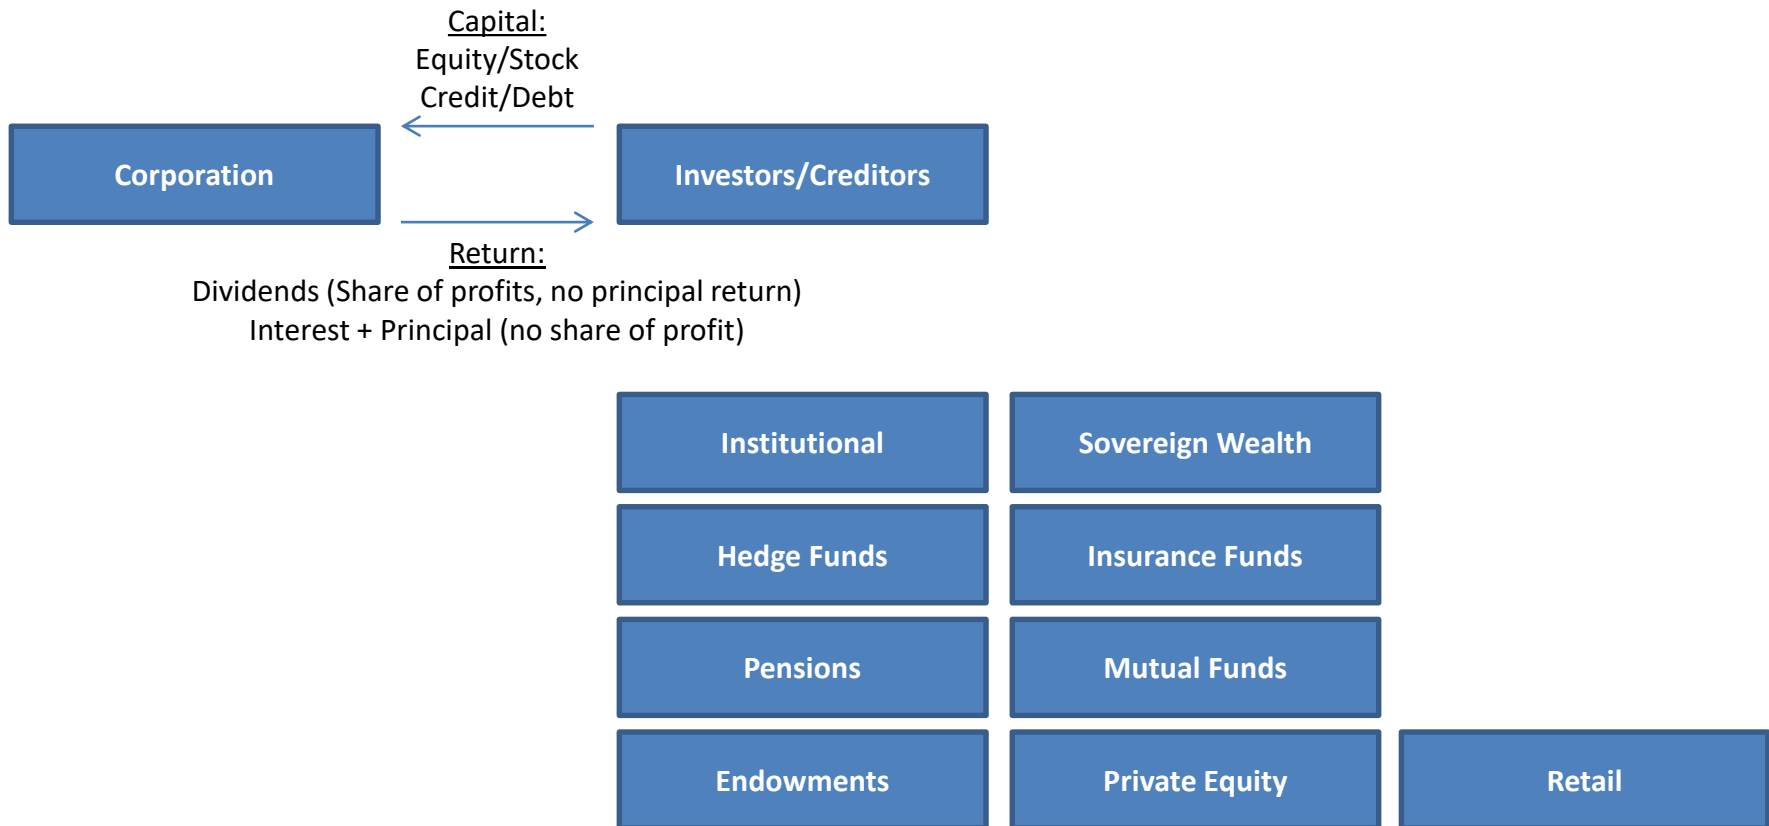 Capital:
Equity/Stock
Credit/Debt
Corporation
Investors/Creditors
Return:
Dividends (Share of profits, no principal return)
Interest + Principal (no share of profit)
Institutional
Sovereign Wealth
Hedge Funds
Insurance Funds
Pensions
Mutual Funds
Endowments
Private Equity
Retail